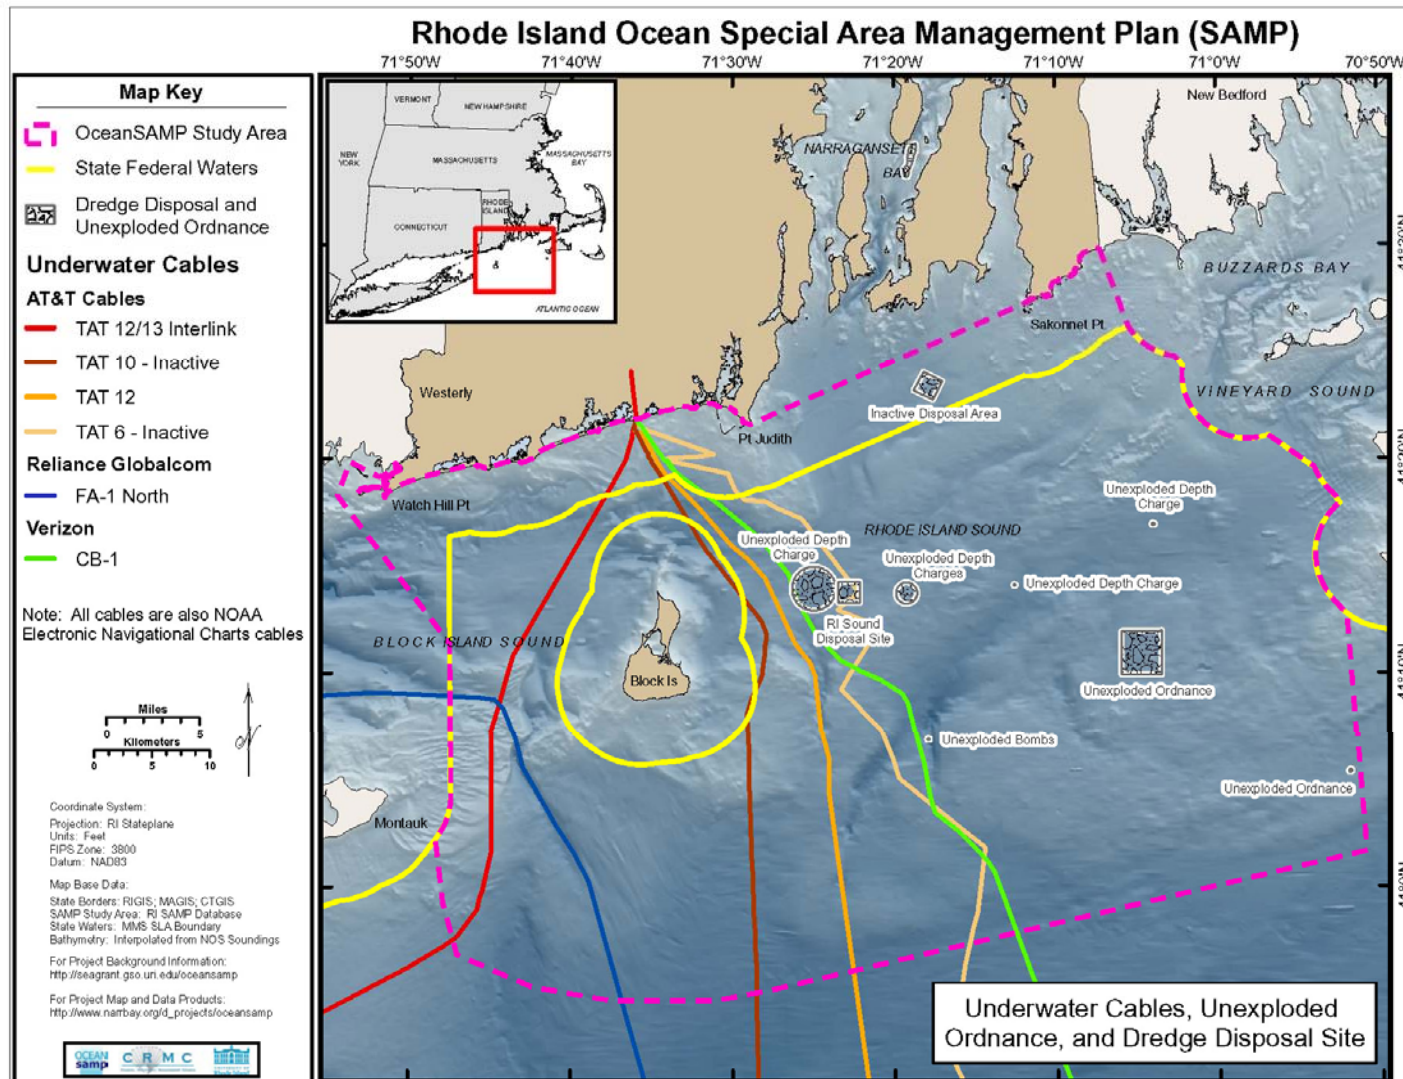 Rhode Island Ocean Special Area Management Plan (SAMP)
71°50'W
71°40'W
71°30'W
71°20'W
71°10'W
71°0'W
70°50'W
Map Key
OceanSAMP Study Area
State Federal Waters
Dredge Disposal and
Unexploded Ordnance
Underwater Cables
AT&T Cables
TAT 12/13 Interlink
TAT 10 - Inactive
TAT 12
TAT 6 - Inactive
Reliance Globalcom
FA-1 North
Verizon
CB-1
Note: All cables are also NOAA
Electronic Navigational Charts cables
Miles
0 5
Kilometers
0 5 10
N
Coordinate System:
Projection: RI Stateplane
Units: Feet
FIPS Zone: 3800
Datum: NAD83
Map Base Data:
State Borders: RIGIS; MAGIS; CTGIS
SAMP Study Area: RI SAMP Database
State Waters: MMS SLA Boundary
Bathymetry: Interpolated from NOS Soundings
For Project Background Information:
http://seagrant.gso.uri.edu/oceansamp
For Project Map and Data Products:
http://www.narrbay.org/d_projects/oceansamp
OCEAN
samp
C R M C
VERMONT
NEW HAMPSHIRE
NEW
YORK
MASSACHUSETTS
MASSACHUSETTS
BAY
RHODE
ISLAND
CONNECTICUT
ATLANTIC OCEAN
NARRAGANSETT
BAY
New Bedford
BUZZARDS BAY
Sakonnet Pt.
VINEYARD SOUND
Westerly
Inactive Disposal Area
Pt Judith
Watch Hill Pt
Unexploded Depth
Charge
RHODE ISLAND SOUND
Unexploded Depth
Charge
Unexploded Depth
Charges
Unexploded Depth Charge
RI Sound
Disposal Site
BLOCK ISLAND SOUND
Block Is
Unexploded Ordnance
Unexploded Bombs
Unexploded Ordnance
Montauk
41°20'N
41°10'N
41°0'N
Underwater Cables, Unexploded
Ordnance, and Dredge Disposal Site